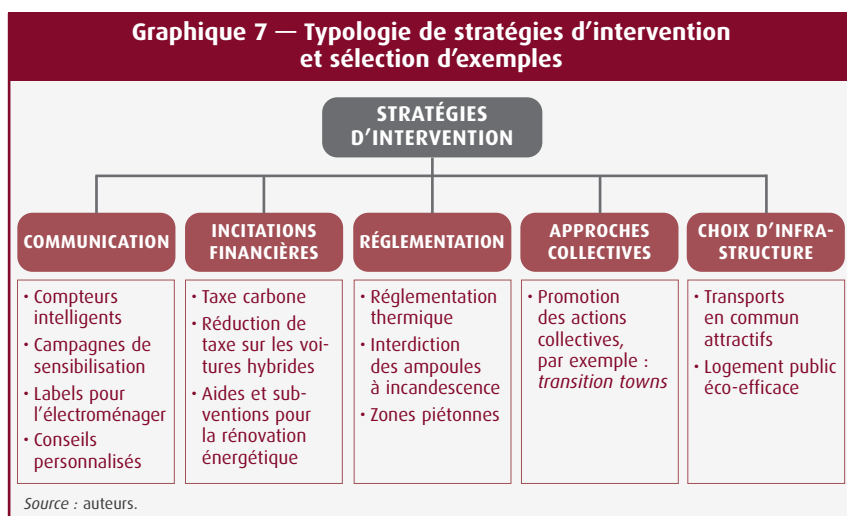 Graphique 7 — Typologie de stratégies d'intervention
et sélection d'exemples
STRATÉGIES
D'INTERVENTION
COMMUNICATION
• Compteurs
intelligents
• Campagnes de
sensibilisation
• Labels pour
l'électroménager
• Conseils
personnalisés
INCITATIONS
FINANCIÈRES
• Taxe carbone
• Réduction de
taxe sur les voi-
tures hybrides
• Aides et sub-
ventions pour
la rénovation
énergétique
RÉGLEMENTATION
• Réglementation
thermique
• Interdiction
des ampoules
à incandescence
• Zones piétonnes
APPROCHES
COLLECTIVES
• Promotion
des actions
collectives,
par exemple :
transition towns
CHOIX D'INFRA-
STRUCTURE
• Transports
en commun
attractifs
• Logement public
éco-efficace
Source : auteurs.